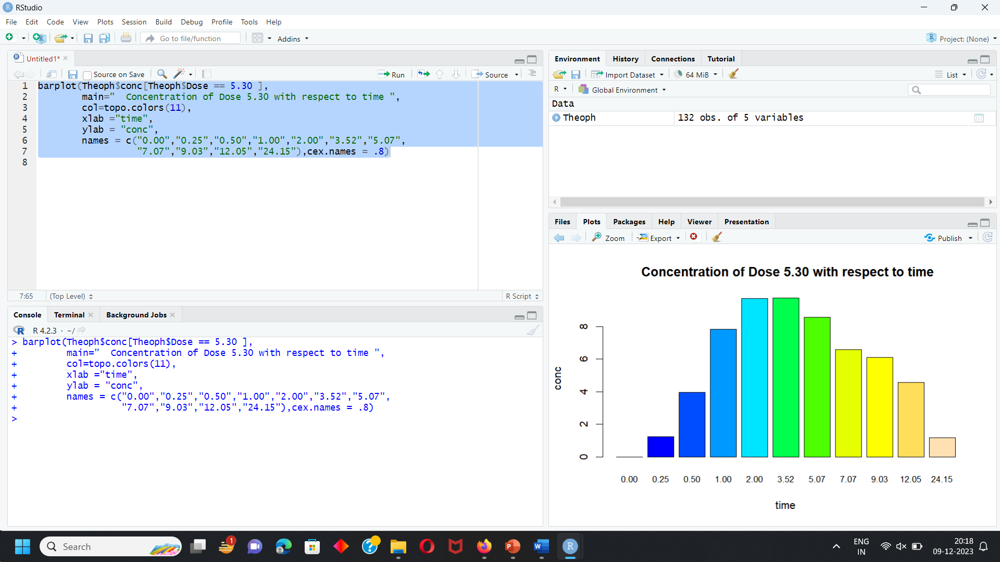 RStudio
File Edit Code View Plots Session Build Debug Profile Tools Help
Go to file/function Addins Project: (None)
Untitled1*
Source on Save Run Source
1 barplot(Theoph$conc[Theoph$Dose == 5.30 ],
2 main="  Concentration of Dose 5.30 with respect to time ",
3 col=topo.colors(11),
4 xlab ="time",
5 ylab = "conc",
6 names = c("0.00","0.25","0.50","1.00","2.00","3.52","5.07",
7 "7.07","9.03","12.05","24.15"),cex.names = .8)
8
7:65 (Top Level) R Script
Console Terminal Background Jobs
R 4.2.3 · ~/
> barplot(Theoph$conc[Theoph$Dose == 5.30 ],
+ main="  Concentration of Dose 5.30 with respect to time ",
+ col=topo.colors(11),
+ xlab ="time",
+ ylab = "conc",
+ names = c("0.00","0.25","0.50","1.00","2.00","3.52","5.07",
+ "7.07","9.03","12.05","24.15"),cex.names = .8)
>
Environment History Connections Tutorial
Import Dataset 64 MiB List
R Global Environment
Data
Theoph 132 obs. of 5 variables
Files Plots Packages Help Viewer Presentation
Zoom Export Publish
Concentration of Dose 5.30 with respect to time
conc
8
6
4
2
0
0.00 0.25 0.50 1.00 2.00 3.52 5.07 7.07 9.03 12.05 24.15
time
Search 1 ENG IN 20:18 09-12-2023